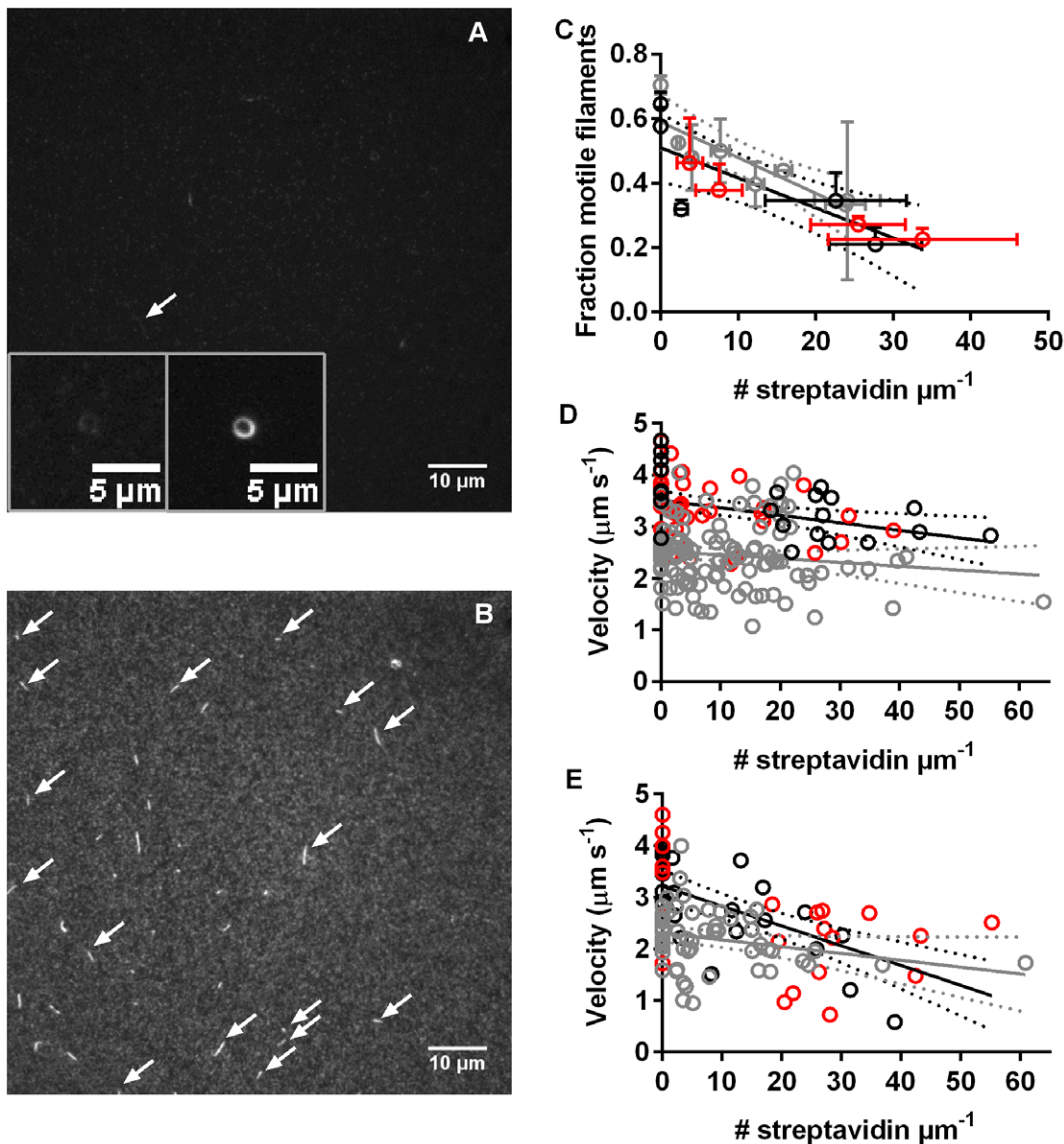 A
5 µm
5 µm
10 µm
B
10 µm
C
Fraction motile filaments
0.8
0.6
0.4
0.2
0.0
0 10 20 30 40 50
# streptavidin µm⁻¹
D
Velocity (µm s⁻¹)
5
4
3
2
1
0
0 10 20 30 40 50 60
# streptavidin µm⁻¹
E
Velocity (µm s⁻¹)
5
4
3
2
1
0
0 10 20 30 40 50 60
# streptavidin µm⁻¹